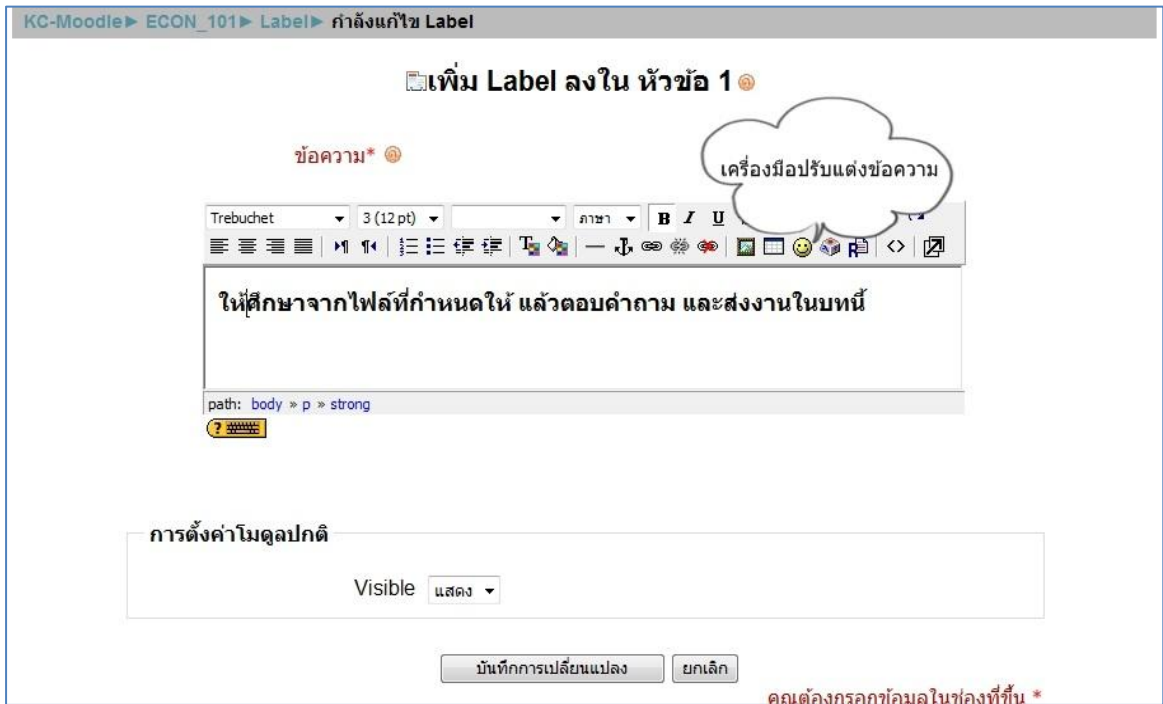 KC-Moodle► ECON_101► Label► กำลังแก้ไข Label
เพิ่ม Label ลงใน หัวข้อ 1
ข้อความ*
เครื่องมือปรับแต่งข้อความ
Trebuchet 3 (12 pt) ภาษา B I U
ให้ศึกษาจากไฟล์ที่กำหนดให้ แล้วตอบคำถาม และส่งงานในบทนี้
path: body » p » strong
?
การตั้งค่าโมดูลปกติ
Visible แสดง
บันทึกการเปลี่ยนแปลง ยกเลิก
คุณต้องกรอกข้อมูลในช่องที่ขึ้น *